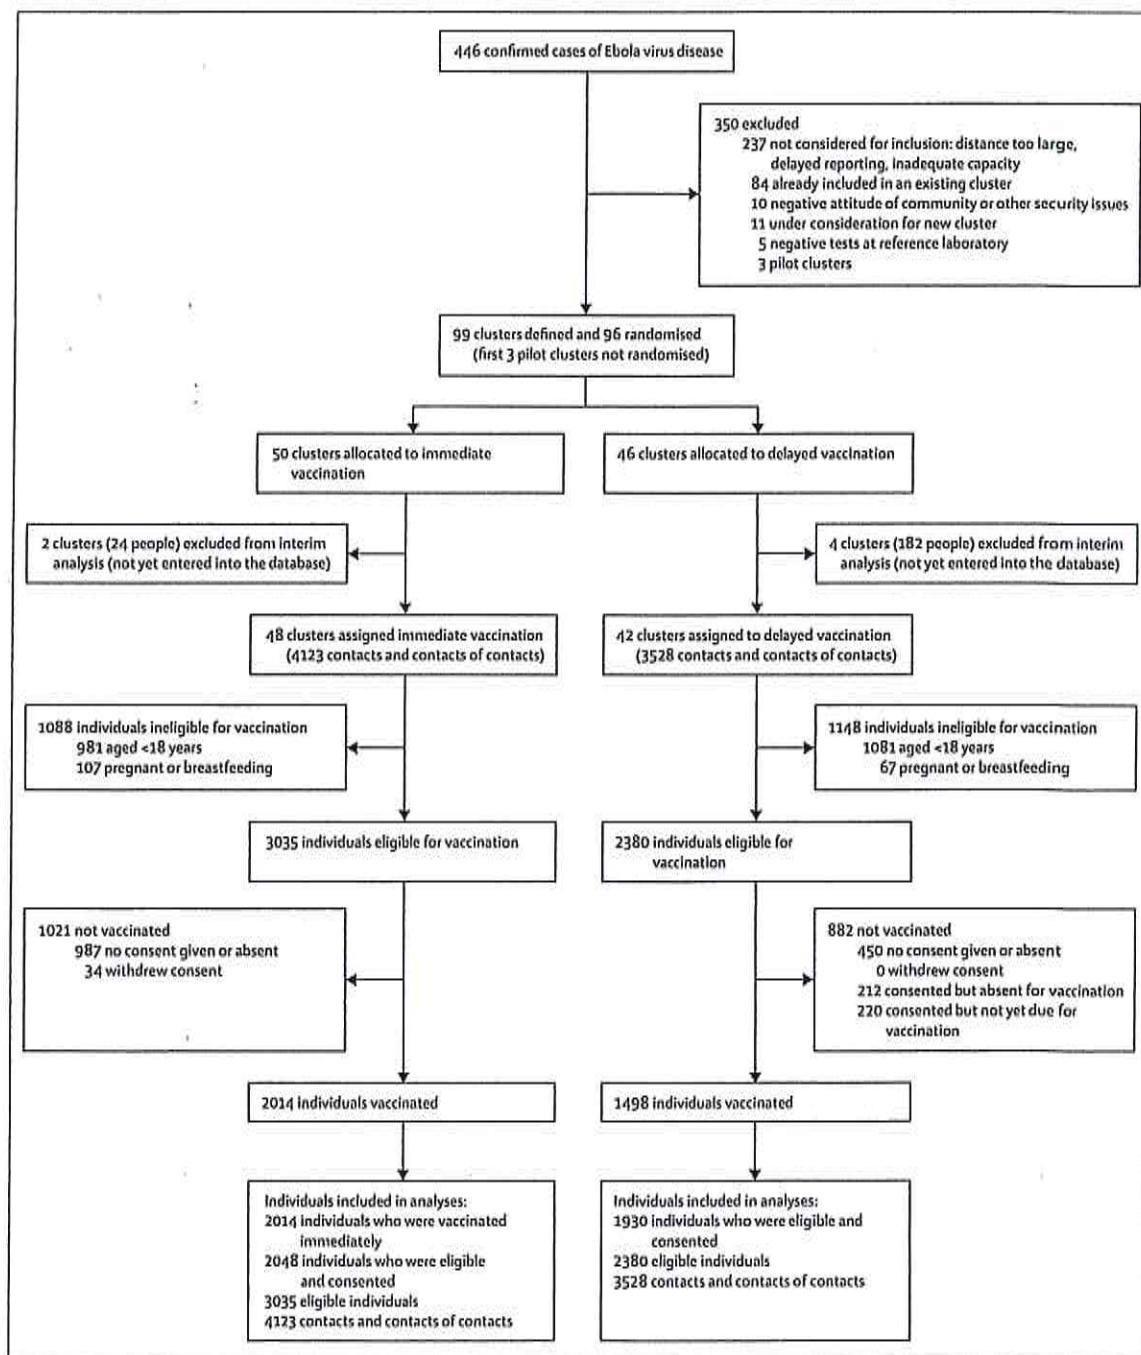 446 confirmed cases of Ebola virus disease
350 excluded
237 not considered for inclusion: distance too large,
delayed reporting, inadequate capacity
84 already included in an existing cluster
10 negative attitude of community or other security issues
11 under consideration for new cluster
5 negative tests at reference laboratory
3 pilot clusters
99 clusters defined and 96 randomised
(first 3 pilot clusters not randomised)
50 clusters allocated to immediate
vaccination
46 clusters allocated to delayed vaccination
2 clusters (24 people) excluded from interim
analysis (not yet entered into the database)
4 clusters (182 people) excluded from interim
analysis (not yet entered into the database)
48 clusters assigned immediate vaccination
(4123 contacts and contacts of contacts)
42 clusters assigned to delayed vaccination
(3528 contacts and contacts of contacts)
1088 individuals ineligible for vaccination
981 aged <18 years
107 pregnant or breastfeeding
1148 individuals ineligible for vaccination
1081 aged <18 years
67 pregnant or breastfeeding
3035 individuals eligible for vaccination
2380 individuals eligible for
vaccination
1021 not vaccinated
987 no consent given or absent
34 withdrew consent
882 not vaccinated
450 no consent given or absent
0 withdrew consent
212 consented but absent for vaccination
220 consented but not yet due for
vaccination
2014 individuals vaccinated
1498 individuals vaccinated
Individuals included in analyses:
2014 individuals who were vaccinated
immediately
2048 individuals who were eligible
and consented
3035 eligible individuals
4123 contacts and contacts of contacts
Individuals included in analyses:
1930 individuals who were eligible and
consented
2380 eligible individuals
3528 contacts and contacts of contacts